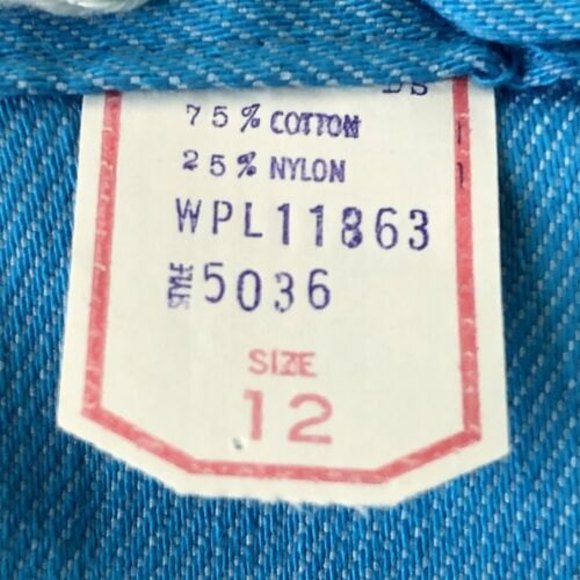 75% COTTON
25% NYLON
WPL11863
STYLE 5036
SIZE
12